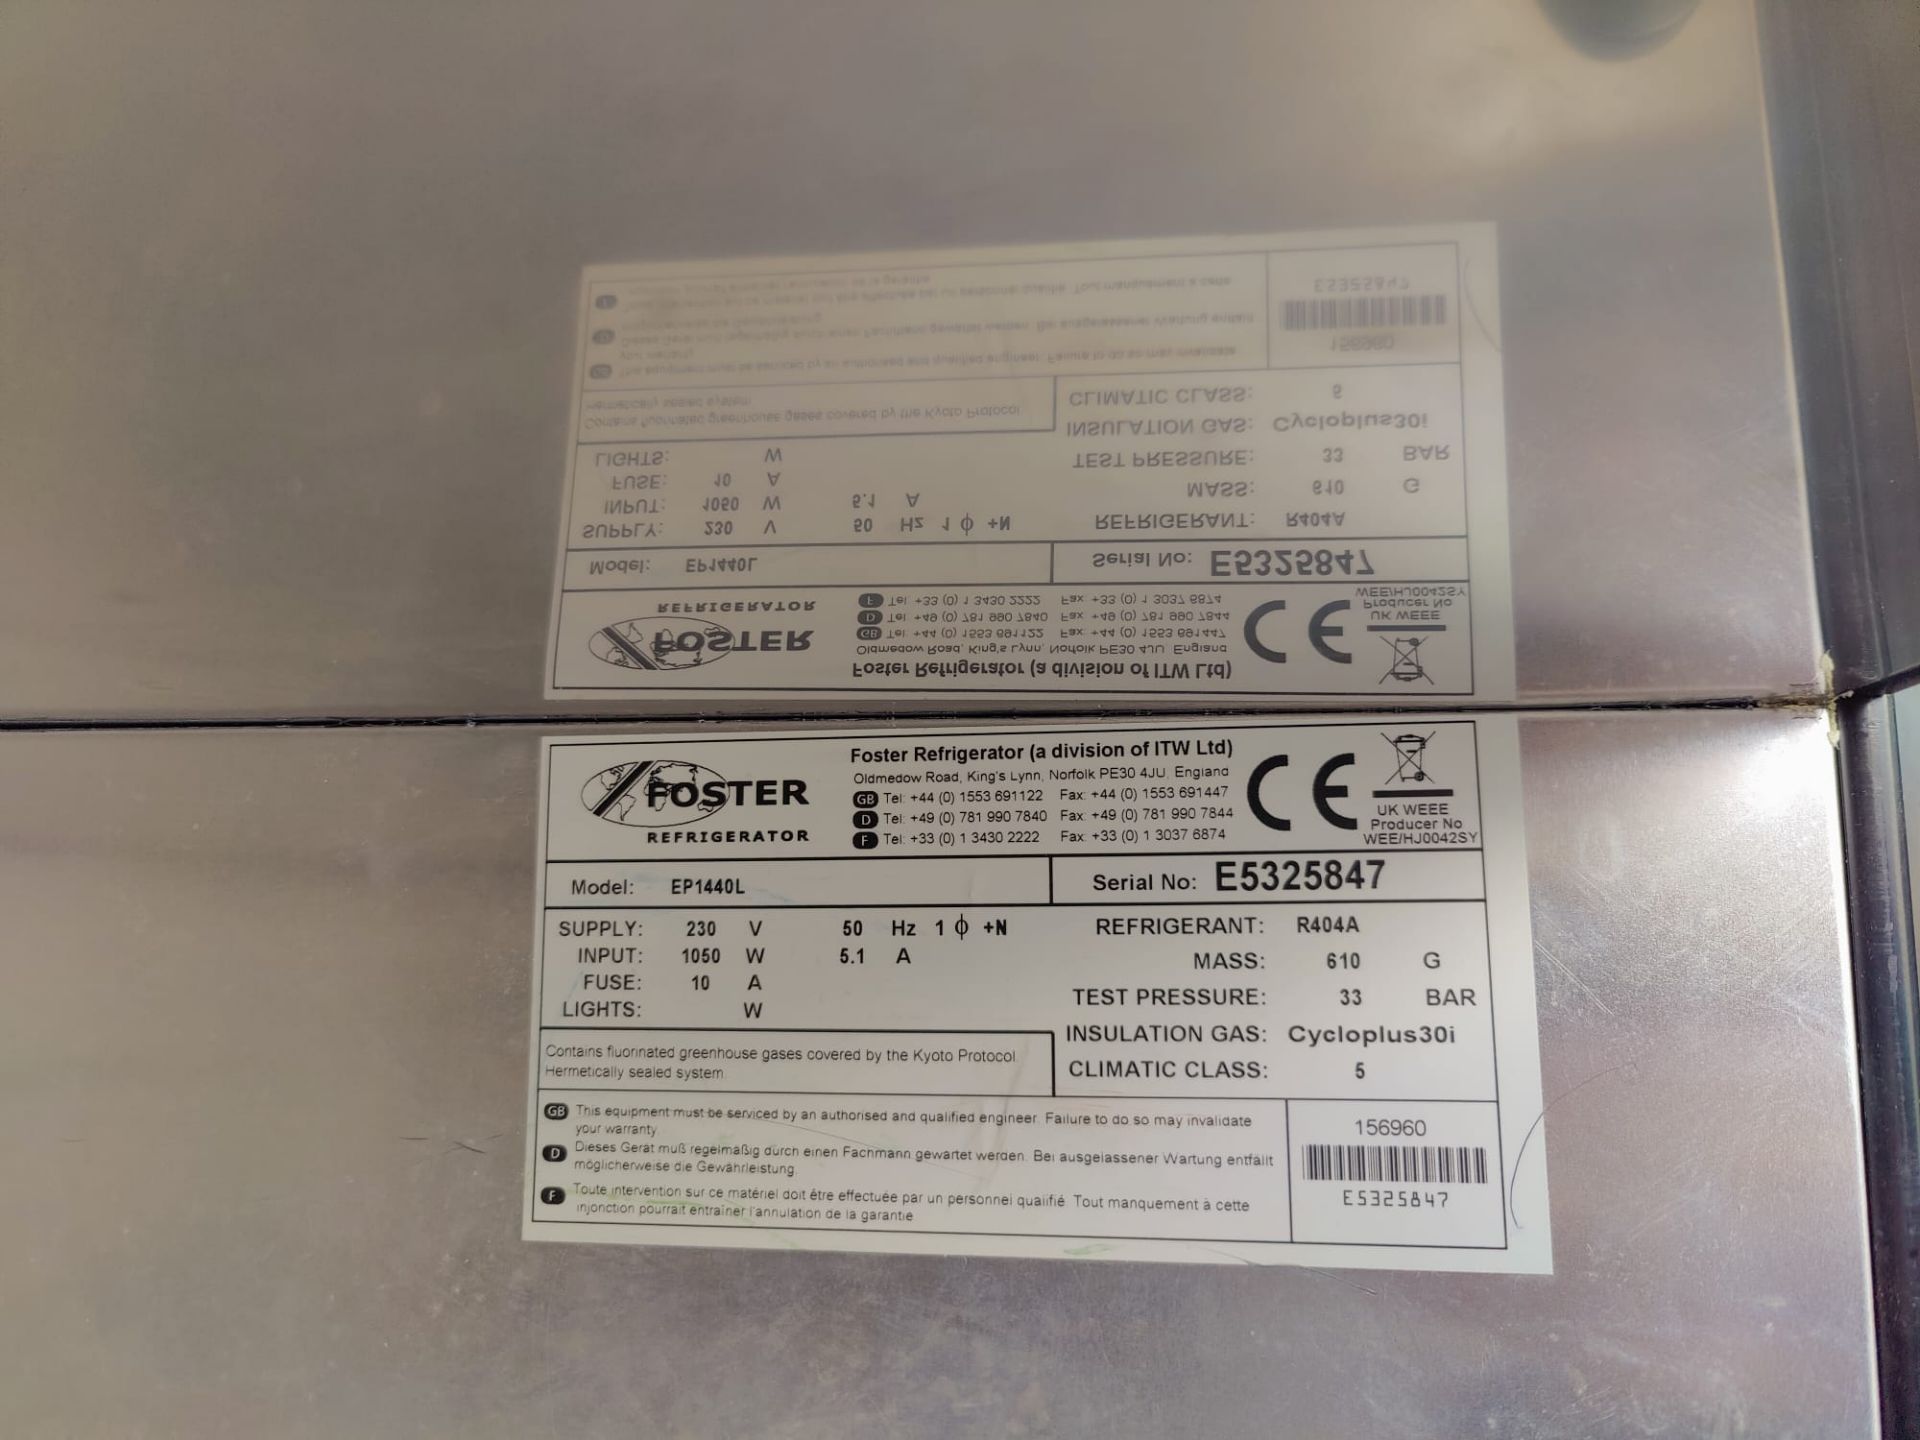 FOSTER
REFRIGERATOR
Foster Refrigerator (a division of ITW Ltd)
Oldmedow Road, King's Lynn, Norfolk PE30 4JU, England
GB Tel: +44 (0) 1553 691122 Fax: +44 (0) 1553 691447
D Tel: +49 (0) 781 990 7840 Fax: +49 (0) 781 990 7844
F Tel: +33 (0) 1 3430 2222 Fax: +33 (0) 1 3037 6874
CE
UK WEEE
Producer No
WEE/HJ0042SY
Model: EP1440L
Serial No: E5325847
SUPPLY: 230 V 50 Hz 1 ϕ +N
INPUT: 1050 W 5.1 A
FUSE: 10 A
LIGHTS: W
REFRIGERANT: R404A
MASS: 610 G
TEST PRESSURE: 33 BAR
INSULATION GAS: Cycloplus30i
CLIMATIC CLASS: 5
Contains fluorinated greenhouse gases covered by the Kyoto Protocol
Hermetically sealed system.
GB This equipment must be serviced by an authorised and qualified engineer. Failure to do so may invalidate
your warranty
D Dieses Gerät muß regelmäßig durch einen Fachmann gewartet werden. Bei ausgelassener Wartung entfällt
möglicherweise die Gewährleistung.
F Toute intervention sur ce matériel doit être effectuée par un personnel qualifié. Tout manquement à cette
injonction pourrait entraîner l'annulation de la garantie
156960
E5325847